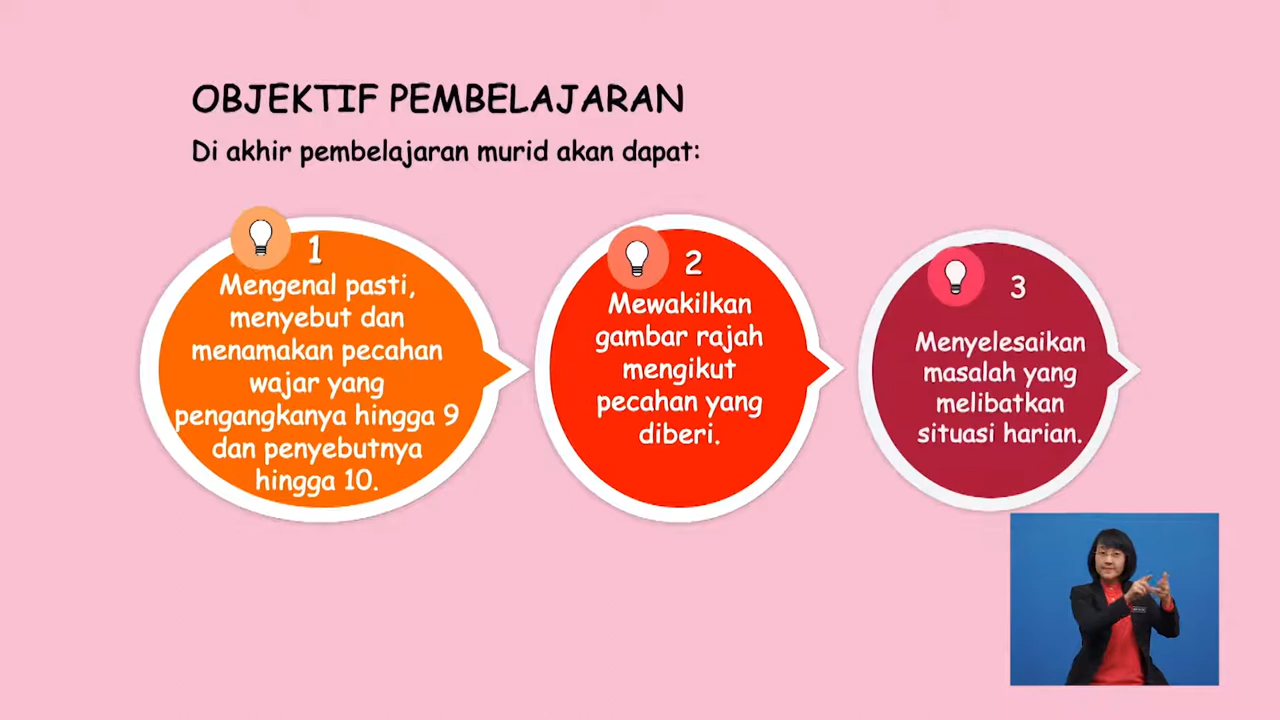 OBJEKTIF PEMBELAJARAN
Di akhir pembelajaran murid akan dapat:
1
Mengenal pasti,
menyebut dan
menamakan pecahan
wajar yang
pengangkanya hingga 9
dan penyebutnya
hingga 10.
2
Mewakilkan
gambar rajah
mengikut
pecahan yang
diberi.
3
Menyelesaikan
masalah yang
melibatkan
situasi harian.